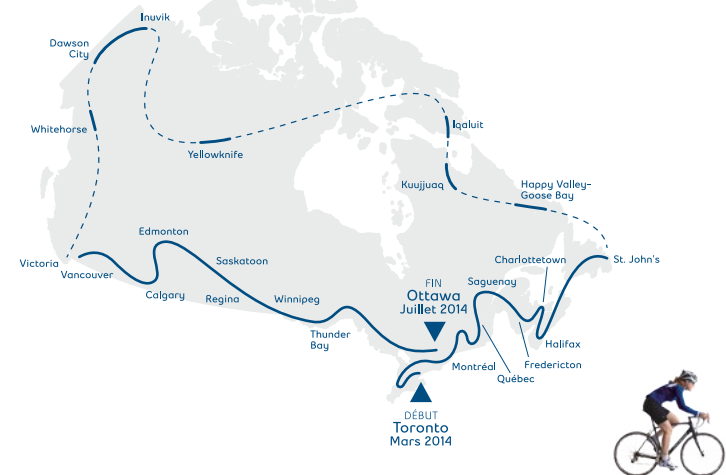 Inuvik
Dawson
City
Whitehorse
Yellowknife
Iqaluit
Kuujjuaq
Happy Valley–
Goose Bay
St. John's
Victoria
Vancouver
Edmonton
Calgary
Saskatoon
Regina
Winnipeg
Thunder
Bay
FIN
Ottawa
Juillet 2014
Saguenay
Charlottetown
Halifax
Fredericton
Québec
Montréal
DÉBUT
Toronto
Mars 2014